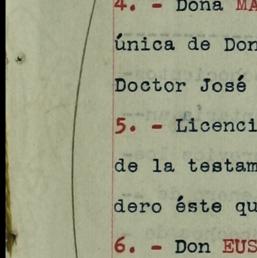 4. - Doña MA
única de Don
Doctor José
5. - Licenci
de la testam
dero éste qu
6. - Don EUS